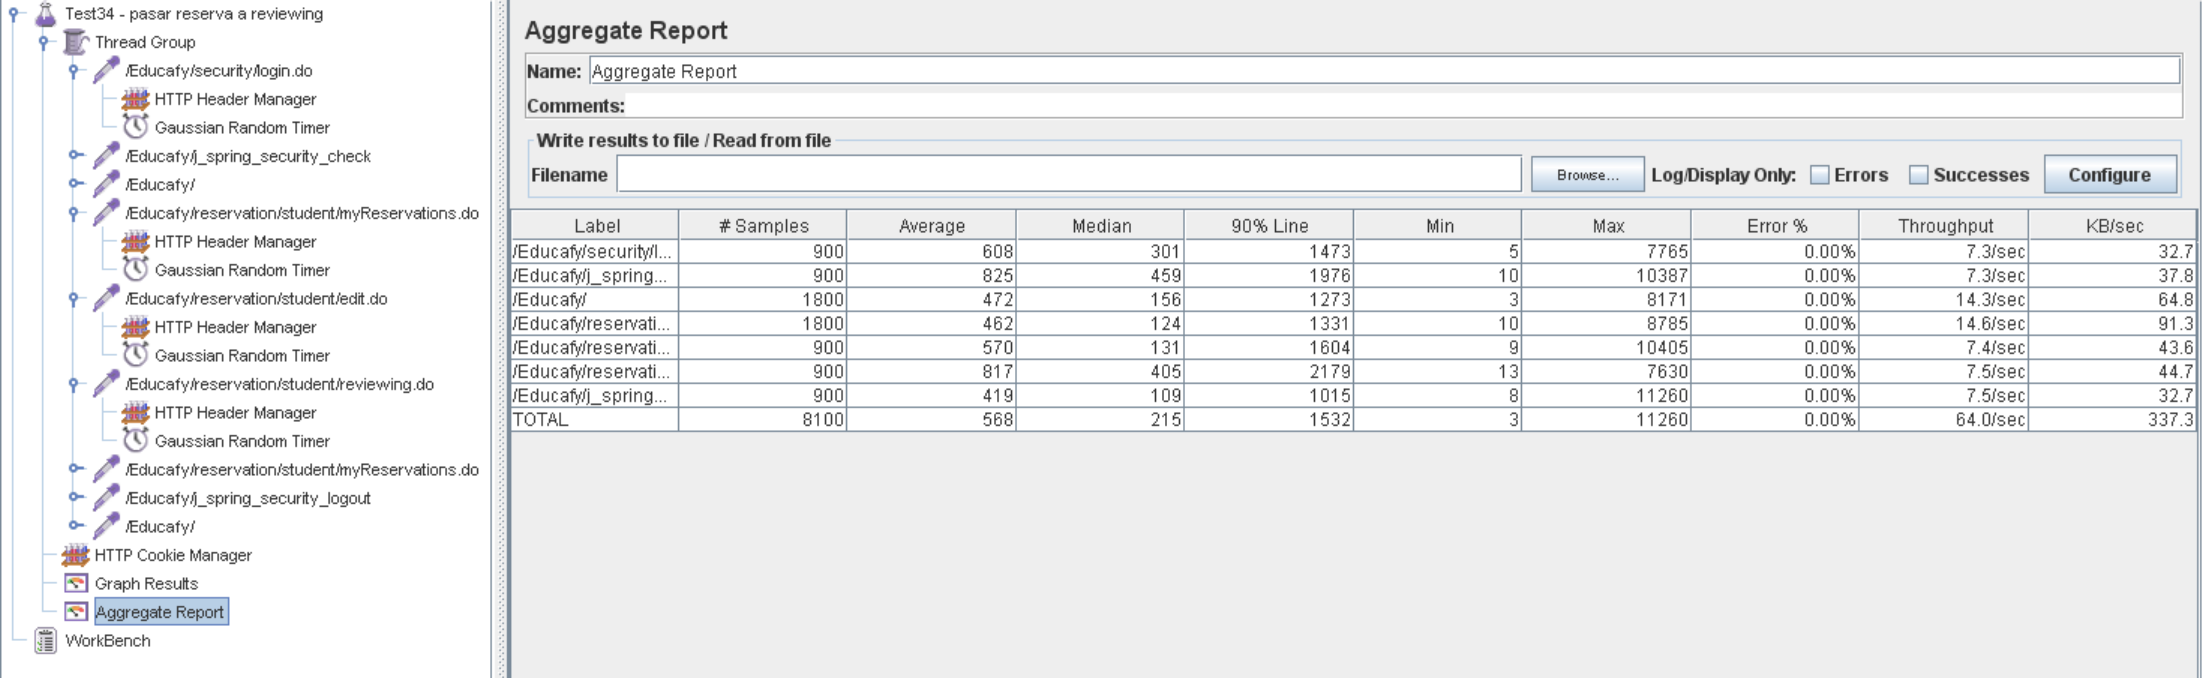 Test34 - pasar reserva a reviewing
Thread Group
/Educafy/security/login.do
HTTP Header Manager
Gaussian Random Timer
/Educafy/j_spring_security_check
/Educafy/
/Educafy/reservation/student/myReservations.do
HTTP Header Manager
Gaussian Random Timer
/Educafy/reservation/student/edit.do
HTTP Header Manager
Gaussian Random Timer
/Educafy/reservation/student/reviewing.do
HTTP Header Manager
Gaussian Random Timer
/Educafy/reservation/student/myReservations.do
/Educafy/j_spring_security_logout
/Educafy/
HTTP Cookie Manager
Graph Results
Aggregate Report
WorkBench
Aggregate Report
Name: Aggregate Report
Comments:
Write results to file / Read from file
Filename Browse... Log/Display Only: Errors Successes Configure
Label # Samples Average Median 90% Line Min Max Error % Throughput KB/sec
/Educafy/security/l... 900 608 301 1473 5 7765 0.00% 7.3/sec 32.7
/Educafy/j_spring... 900 825 459 1976 10 10387 0.00% 7.3/sec 37.8
/Educafy/ 1800 472 156 1273 3 8171 0.00% 14.3/sec 64.8
/Educafy/reservati... 1800 462 124 1331 10 8785 0.00% 14.6/sec 91.3
/Educafy/reservati... 900 570 131 1604 9 10405 0.00% 7.4/sec 43.6
/Educafy/reservati... 900 817 405 2179 13 7630 0.00% 7.5/sec 44.7
/Educafy/j_spring... 900 419 109 1015 8 11260 0.00% 7.5/sec 32.7
TOTAL 8100 568 215 1532 3 11260 0.00% 64.0/sec 337.3